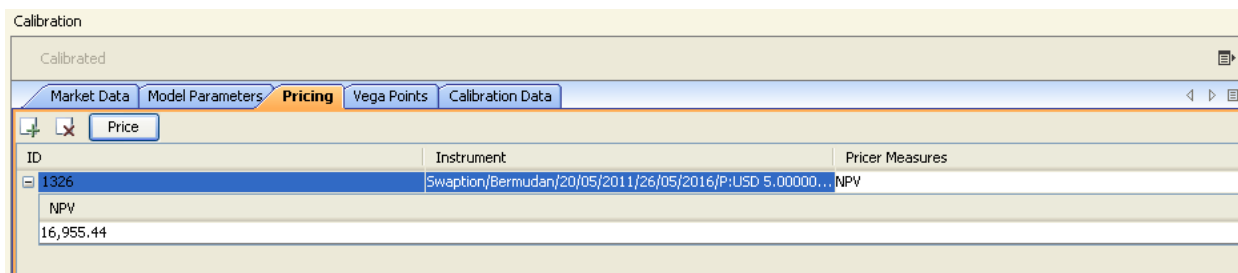 Calibration
Calibrated
Market Data Model Parameters Pricing Vega Points Calibration Data
Price
ID Instrument Pricer Measures
1326 Swaption/Bermudan/20/05/2011/26/05/2016/P:USD 5.00000... NPV
NPV
16,955.44